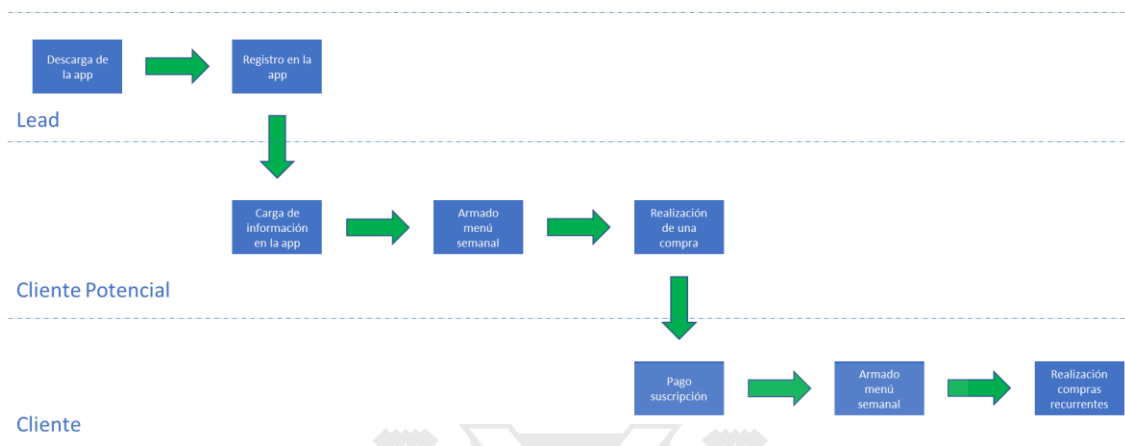 Descarga de
la app
Registro en la
app
Lead
Carga de
información
en la app
Armado
menú
semanal
Realización
de una
compra
Cliente Potencial
Pago
suscripción
Armado
menú
semanal
Realización
compras
recurrentes
Cliente